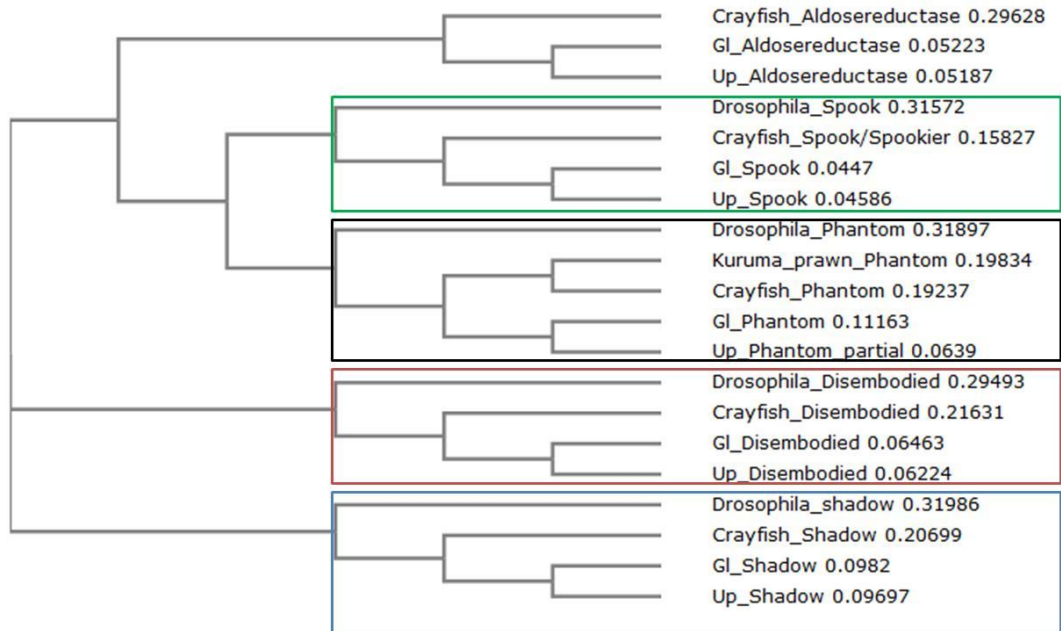 Crayfish_Aldosereductase 0.29628
Gl_Aldosereductase 0.05223
Up_Aldosereductase 0.05187
Drosophila_Spook 0.31572
Crayfish_Spook/Spookier 0.15827
Gl_Spook 0.0447
Up_Spook 0.04586
Drosophila_Phantom 0.31897
Kuruma_prawn_Phantom 0.19834
Crayfish_Phantom 0.19237
Gl_Phantom 0.11163
Up_Phantom_partial 0.0639
Drosophila_Disembodied 0.29493
Crayfish_Disembodied 0.21631
Gl_Disembodied 0.06463
Up_Disembodied 0.06224
Drosophila_shadow 0.31986
Crayfish_Shadow 0.20699
Gl_Shadow 0.0982
Up_Shadow 0.09697